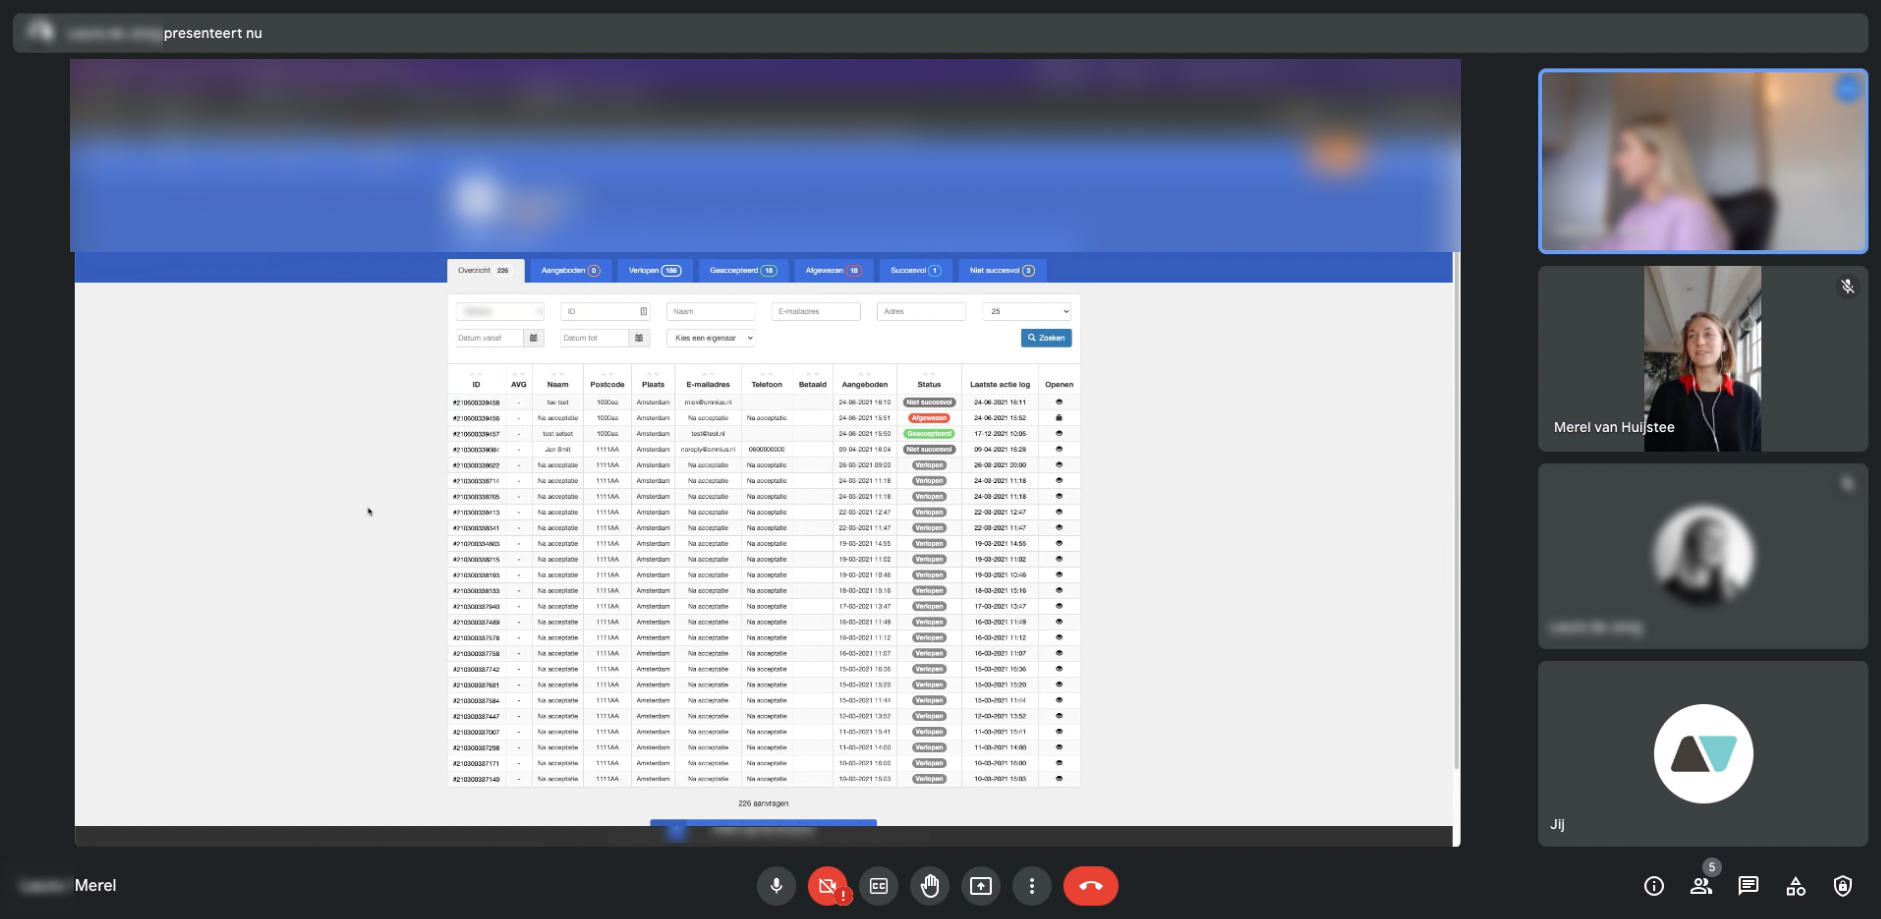 presenteert nu
Overzicht 226 Aangeboden 0 Verlopen 186 Geaccepteerd 18 Afgewezen 18 Succesvol 1 Niet succesvol 3
ID Naam E-mailadres Adres 25
Datum vanaf Datum tot Kies een eigenaar Zoeken
ID AVG Naam Postcode Plaats E-mailadres Telefoon Betaald Aangeboden Status Laatste actie log Openen
#210600339458 - tae tset 1000aa Amsterdam miek@omnius.nl 24-06-2021 16:10 Niet succesvol 24-06-2021 16:11
#210600339456 - Na acceptatie 1000aa Amsterdam Na acceptatie Na acceptatie 24-06-2021 15:51 Afgewezen 24-06-2021 15:52
#210600339457 - test setset 1000aa Amsterdam test@test.nl 24-06-2021 15:50 Geaccepteerd 17-12-2021 10:05
#210300339084 - Jan Smit 1111AA Amsterdam noreply@omnius.nl 0600000000 09-04-2021 16:04 Niet succesvol 09-04-2021 16:28
#210300338622 - Na acceptatie 1111AA Amsterdam Na acceptatie Na acceptatie 26-03-2021 09:00 Verlopen 26-03-2021 09:00
#210300338714 - Na acceptatie 1111AA Amsterdam Na acceptatie Na acceptatie 24-03-2021 11:18 Verlopen 24-03-2021 11:18
#210300338705 - Na acceptatie 1111AA Amsterdam Na acceptatie Na acceptatie 24-03-2021 11:18 Verlopen 24-03-2021 11:18
#210300338413 - Na acceptatie 1111AA Amsterdam Na acceptatie Na acceptatie 22-03-2021 12:47 Verlopen 22-03-2021 12:47
#210300338341 - Na acceptatie 1111AA Amsterdam Na acceptatie Na acceptatie 22-03-2021 11:47 Verlopen 22-03-2021 11:47
#210200334803 - Na acceptatie 1111AA Amsterdam Na acceptatie Na acceptatie 19-03-2021 14:55 Verlopen 19-03-2021 14:55
#210300338215 - Na acceptatie 1111AA Amsterdam Na acceptatie Na acceptatie 19-03-2021 11:02 Verlopen 19-03-2021 11:02
#210300338193 - Na acceptatie 1111AA Amsterdam Na acceptatie Na acceptatie 19-03-2021 10:46 Verlopen 19-03-2021 10:46
#210300338133 - Na acceptatie 1111AA Amsterdam Na acceptatie Na acceptatie 18-03-2021 15:16 Verlopen 18-03-2021 15:16
#210300337940 - Na acceptatie 1111AA Amsterdam Na acceptatie Na acceptatie 17-03-2021 13:47 Verlopen 17-03-2021 13:47
#210300337489 - Na acceptatie 1111AA Amsterdam Na acceptatie Na acceptatie 16-03-2021 11:49 Verlopen 16-03-2021 11:49
#210300337578 - Na acceptatie 1111AA Amsterdam Na acceptatie Na acceptatie 16-03-2021 11:12 Verlopen 16-03-2021 11:12
#210300337758 - Na acceptatie 1111AA Amsterdam Na acceptatie Na acceptatie 16-03-2021 11:07 Verlopen 16-03-2021 11:07
#210300337742 - Na acceptatie 1111AA Amsterdam Na acceptatie Na acceptatie 15-03-2021 16:36 Verlopen 15-03-2021 16:36
#210300337681 - Na acceptatie 1111AA Amsterdam Na acceptatie Na acceptatie 15-03-2021 15:20 Verlopen 15-03-2021 15:20
#210300337584 - Na acceptatie 1111AA Amsterdam Na acceptatie Na acceptatie 15-03-2021 11:44 Verlopen 15-03-2021 11:44
#210300337447 - Na acceptatie 1111AA Amsterdam Na acceptatie Na acceptatie 12-03-2021 13:52 Verlopen 12-03-2021 13:52
#210300337007 - Na acceptatie 1111AA Amsterdam Na acceptatie Na acceptatie 11-03-2021 15:41 Verlopen 11-03-2021 15:41
#210300337298 - Na acceptatie 1111AA Amsterdam Na acceptatie Na acceptatie 11-03-2021 14:00 Verlopen 11-03-2021 14:00
#210300337171 - Na acceptatie 1111AA Amsterdam Na acceptatie Na acceptatie 10-03-2021 16:00 Verlopen 10-03-2021 16:00
#210300337140 - Na acceptatie 1111AA Amsterdam Na acceptatie Na acceptatie 10-03-2021 15:03 Verlopen 10-03-2021 15:03
226 aanvragen
Merel van Huijstee
Jij
Merel
CC
5